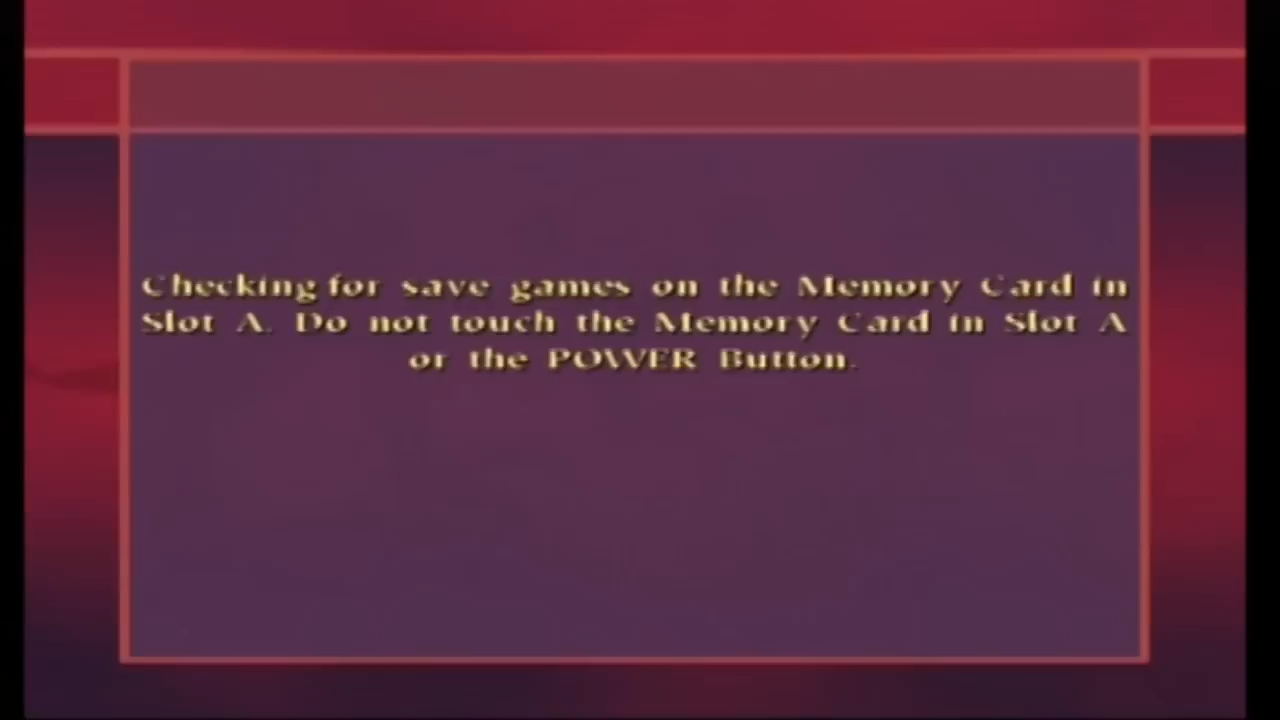 Checking for save games on the Memory Card in
Slot A. Do not touch the Memory Card in Slot A
or the POWER Button.